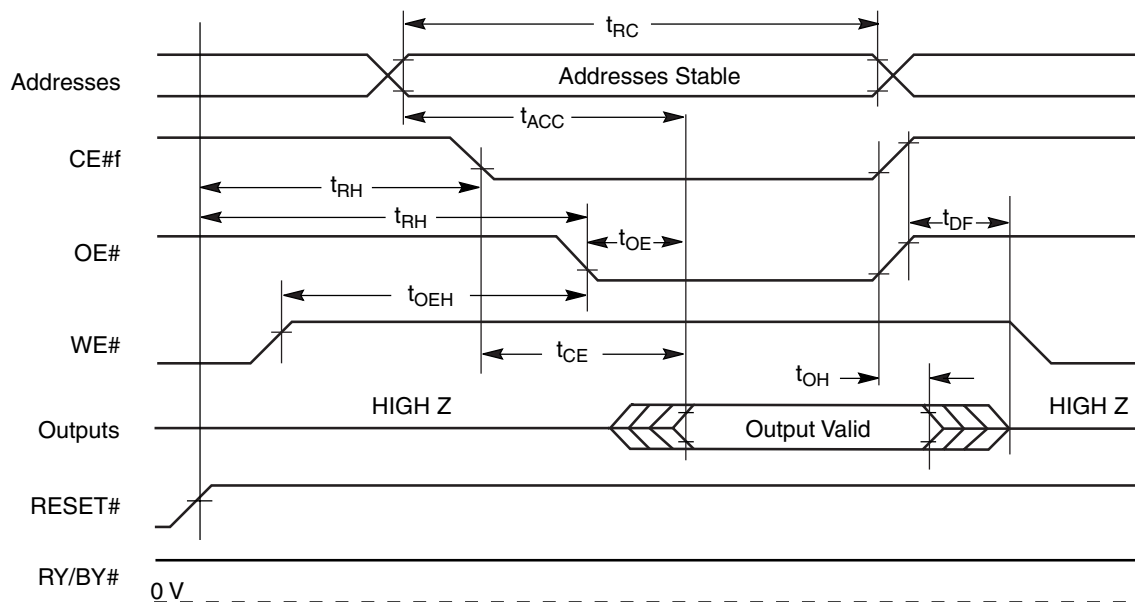 tRC
Addresses
Addresses Stable
tACC
CE#f
tRH
tRH
tOE
tDF
OE#
tOEH
WE#
tCE
tOH
HIGH Z
HIGH Z
Outputs
Output Valid
RESET#
RY/BY#
0 V